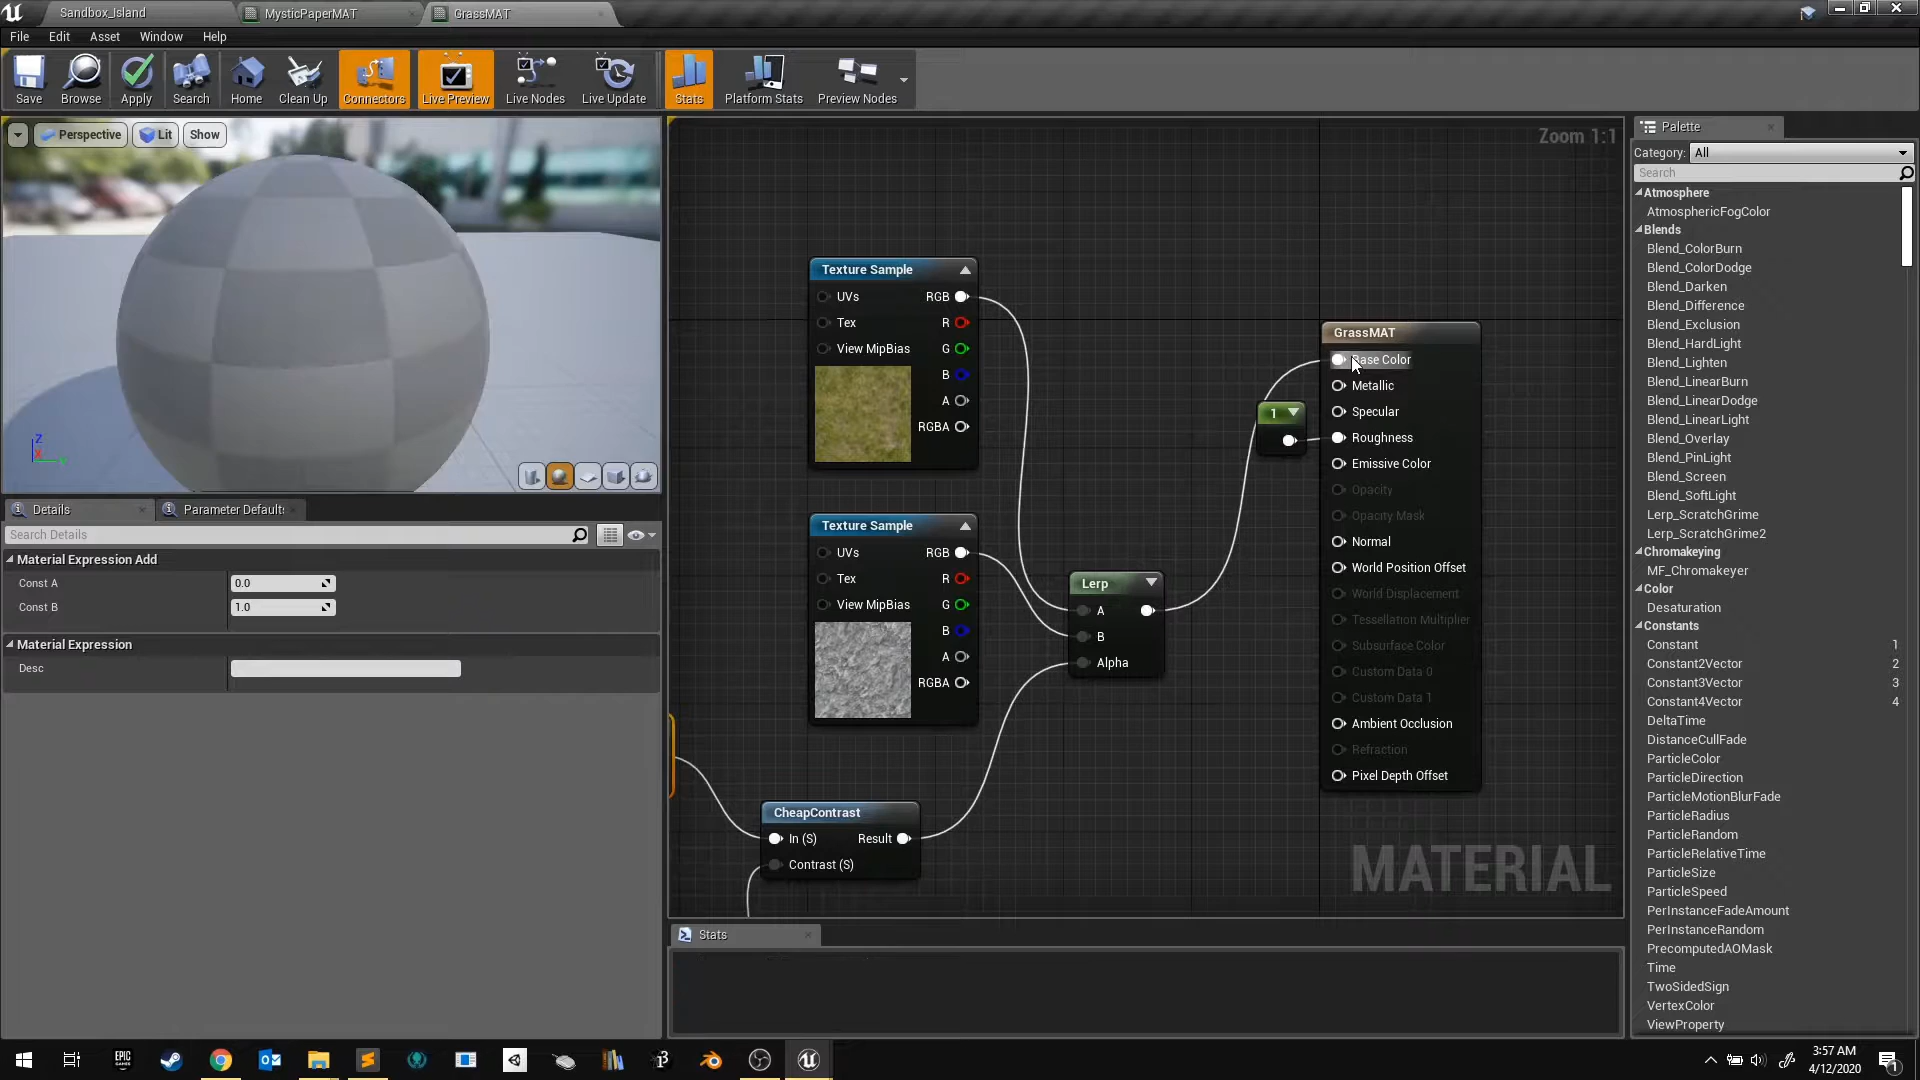 Sandbox_Island
MysticPaperMAT
GrassMAT
File
Edit
Asset
Window
Help
Save
Browse
Apply
Search
Home
Clean Up
Connectors
Live Preview
Live Nodes
Live Update
Stats
Platform Stats
Preview Nodes
Perspective
Lit
Show
Z
X
Details
Parameter Defaults
Search Details
Material Expression Add
Const A
0.0
Const B
1.0
Material Expression
Desc
Zoom 1:1
Texture Sample
UVs
RGB
Tex
R
View MipBias
G
B
A
RGBA
Texture Sample
UVs
RGB
Tex
R
View MipBias
G
B
A
RGBA
Lerp
A
B
Alpha
CheapContrast
In (S)
Result
Contrast (S)
1
GrassMAT
Base Color
Metallic
Specular
Roughness
Emissive Color
Opacity
Opacity Mask
Normal
World Position Offset
World Displacement
Tessellation Multiplier
Subsurface Color
Custom Data 0
Custom Data 1
Ambient Occlusion
Refraction
Pixel Depth Offset
MATERIAL
Stats
Palette
Category:
All
Search
Atmosphere
AtmosphericFogColor
Blends
Blend_ColorBurn
Blend_ColorDodge
Blend_Darken
Blend_Difference
Blend_Exclusion
Blend_HardLight
Blend_Lighten
Blend_LinearBurn
Blend_LinearDodge
Blend_LinearLight
Blend_Overlay
Blend_PinLight
Blend_Screen
Blend_SoftLight
Lerp_ScratchGrime
Lerp_ScratchGrime2
Chromakeying
MF_Chromakeyer
Color
Desaturation
Constants
Constant 1
Constant2Vector 2
Constant3Vector 3
Constant4Vector 4
DeltaTime
DistanceCullFade
ParticleColor
ParticleDirection
ParticleMotionBlurFade
ParticleRadius
ParticleRandom
ParticleRelativeTime
ParticleSize
ParticleSpeed
PerInstanceFadeAmount
PerInstanceRandom
PrecomputedAOMask
Time
TwoSidedSign
VertexColor
ViewProperty
EPIC
GAMES
3:57 AM
4/12/2020
1